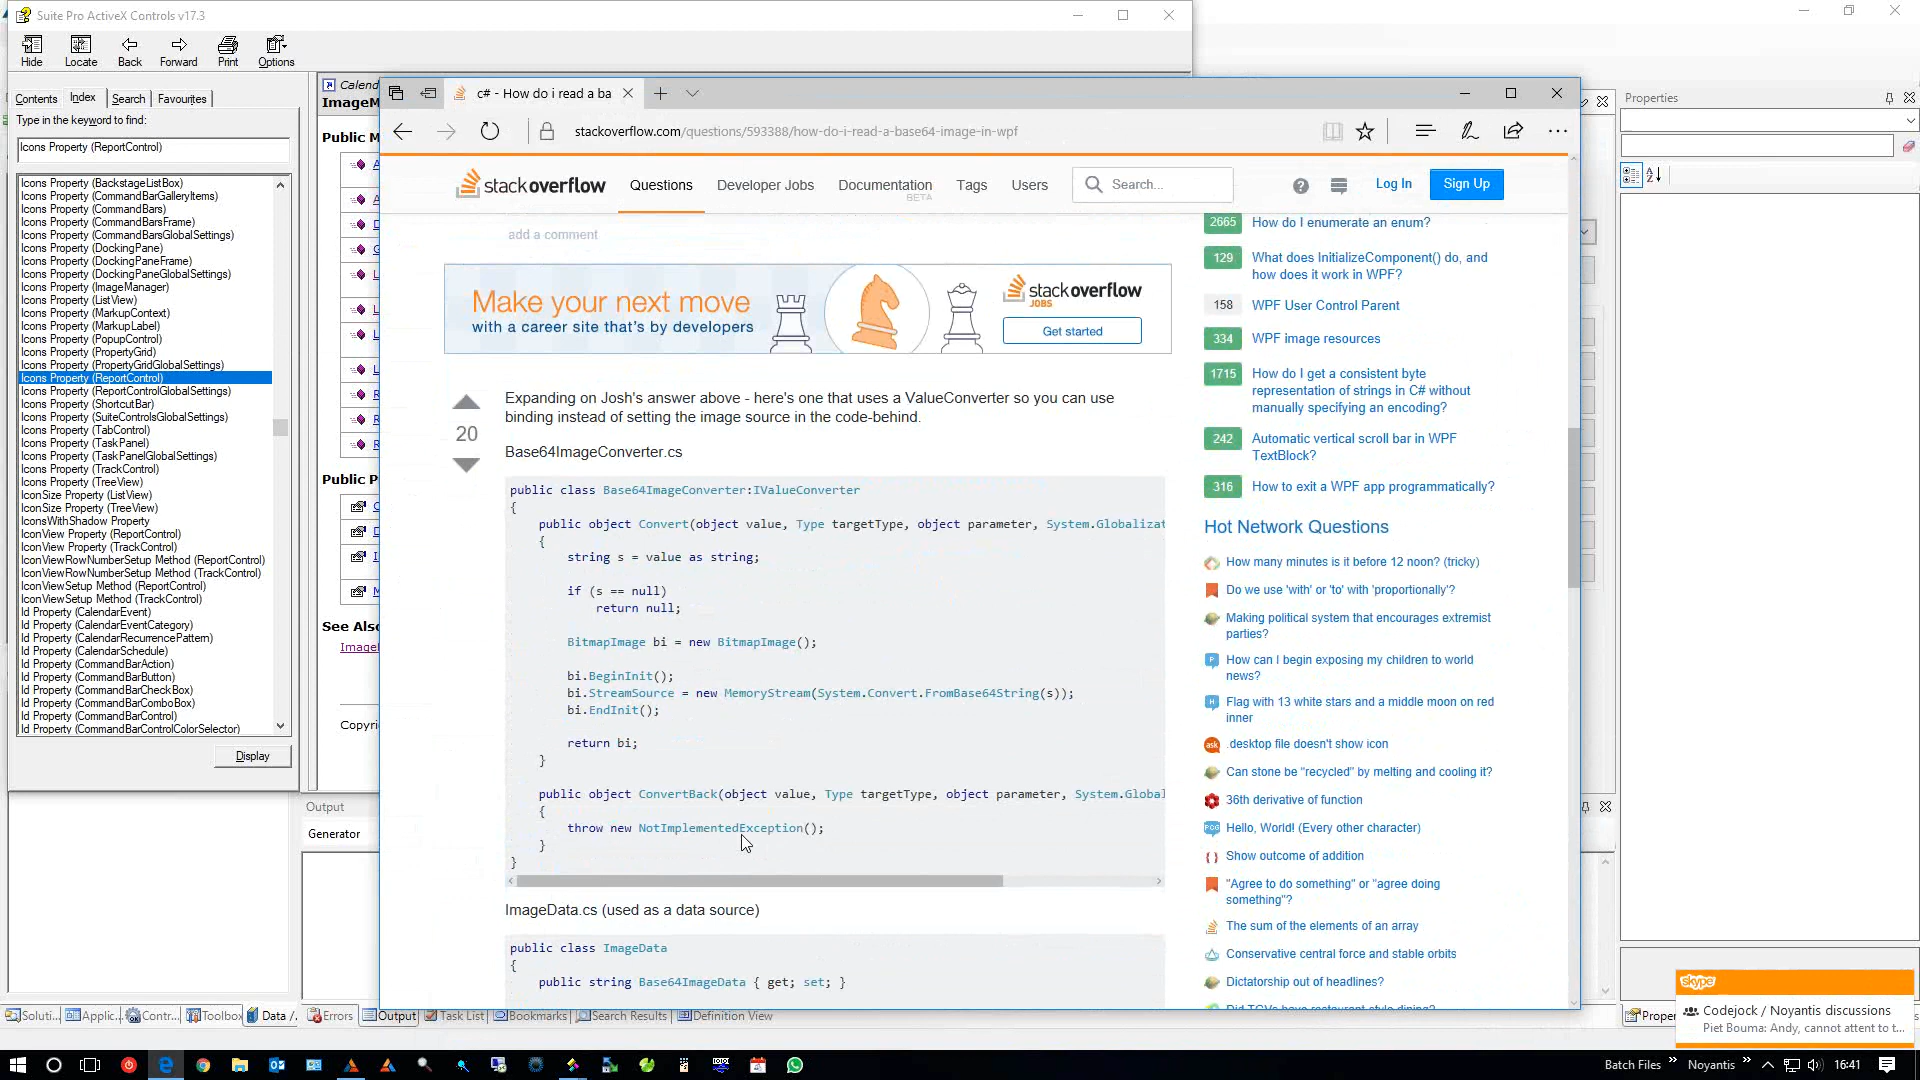 Suite Pro ActiveX Controls v17.3
Hide
Locate
Back
Forward
Print
Options
Contents
Index
Search
Favourites
Type in the keyword to find:
Icons Property (ReportControl)
Icons Property (BackstageListBox)
Icons Property (CommandBarGalleryItems)
Icons Property (CommandBars)
Icons Property (CommandBarsFrame)
Icons Property (CommandBarsGlobalSettings)
Icons Property (DockingPane)
Icons Property (DockingPaneFrame)
Icons Property (DockingPaneGlobalSettings)
Icons Property (ImageManager)
Icons Property (ListView)
Icons Property (MarkupContext)
Icons Property (MarkupLabel)
Icons Property (PopupControl)
Icons Property (PropertyGrid)
Icons Property (PropertyGridGlobalSettings)
Icons Property (ReportControl)
Icons Property (ReportControlGlobalSettings)
Icons Property (ShortcutBar)
Icons Property (SuiteControlsGlobalSettings)
Icons Property (TabControl)
Icons Property (TaskPanel)
Icons Property (TaskPanelGlobalSettings)
Icons Property (TrackControl)
Icons Property (TreeView)
IconSize Property (ListView)
IconSize Property (TreeView)
IconsWithShadow Property
IconView Property (ReportControl)
IconView Property (TrackControl)
IconViewRowNumberSetup Method (ReportControl)
IconViewRowNumberSetup Method (TrackControl)
IconViewSetup Method (ReportControl)
IconViewSetup Method (TrackControl)
Id Property (CalendarEvent)
Id Property (CalendarEventCategory)
Id Property (CalendarRecurrencePattern)
Id Property (CalendarSchedule)
Id Property (CommandBarAction)
Id Property (CommandBarButton)
Id Property (CommandBarCheckBox)
Id Property (CommandBarComboBox)
Id Property (CommandBarControl)
Id Property (CommandBarControlColorSelector)
Display
Calend
ImageM
Public M
Public P
See Also
ImageM
Copyri
c# - How do i read a ba
stackoverflow.com/questions/593388/how-do-i-read-a-base64-image-in-wpf
stackoverflow
Questions
Developer Jobs
Documentation
BETA
Tags
Users
Search...
Log In
Sign Up
add a comment
Make your next move
with a career site that's by developers
stackoverflow
JOBS
Get started
20
Expanding on Josh's answer above - here's one that uses a ValueConverter so you can use
binding instead of setting the image source in the code-behind.
Base64ImageConverter.cs
public class Base64ImageConverter:IValueConverter
{
public object Convert(object value, Type targetType, object parameter, System.Globalizat
{
string s = value as string;
if (s == null)
return null;
BitmapImage bi = new BitmapImage();
bi.BeginInit();
bi.StreamSource = new MemoryStream(System.Convert.FromBase64String(s));
bi.EndInit();
return bi;
}
public object ConvertBack(object value, Type targetType, object parameter, System.Global
{
throw new NotImplementedException();
}
}
ImageData.cs (used as a data source)
public class ImageData
{
public string Base64ImageData { get; set; }
2665 How do I enumerate an enum?
129 What does InitializeComponent() do, and
how does it work in WPF?
158 WPF User Control Parent
334 WPF image resources
1715 How do I get a consistent byte
representation of strings in C# without
manually specifying an encoding?
242 Automatic vertical scroll bar in WPF
TextBlock?
316 How to exit a WPF app programmatically?
Hot Network Questions
How many minutes is it before 12 noon? (tricky)
Do we use 'with' or 'to' with 'proportionally'?
Making political system that encourages extremist
parties?
How can I begin exposing my children to world
news?
Flag with 13 white stars and a middle moon on red
inner
.desktop file doesn't show icon
Can stone be "recycled" by melting and cooling it?
36th derivative of function
Hello, World! (Every other character)
Show outcome of addition
"Agree to do something" or "agree doing
something"?
The sum of the elements of an array
Conservative central force and stable orbits
Dictatorship out of headlines?
Properties
Output
Generator
Soluti...
Applic...
Contr...
Toolbox
Data /
Errors
Output
Task List
Bookmarks
Search Results
Definition View
Proper
skype
Codejock / Noyantis discussions
Piet Bouma: Andy, cannot attent to t...
Batch Files
Noyantis
16:41